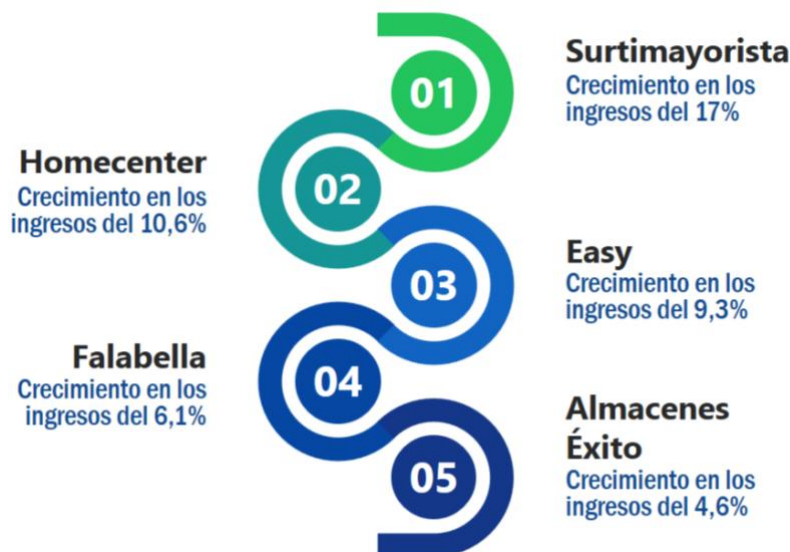 01
Surtimayorista
Crecimiento en los
ingresos del 17%
Homecenter
Crecimiento en los
ingresos del 10,6%
02
03
Easy
Crecimiento en los
ingresos del 9,3%
Falabella
Crecimiento en los
ingresos del 6,1%
04
05
Almacenes
Éxito
Crecimiento en los
ingresos del 4,6%